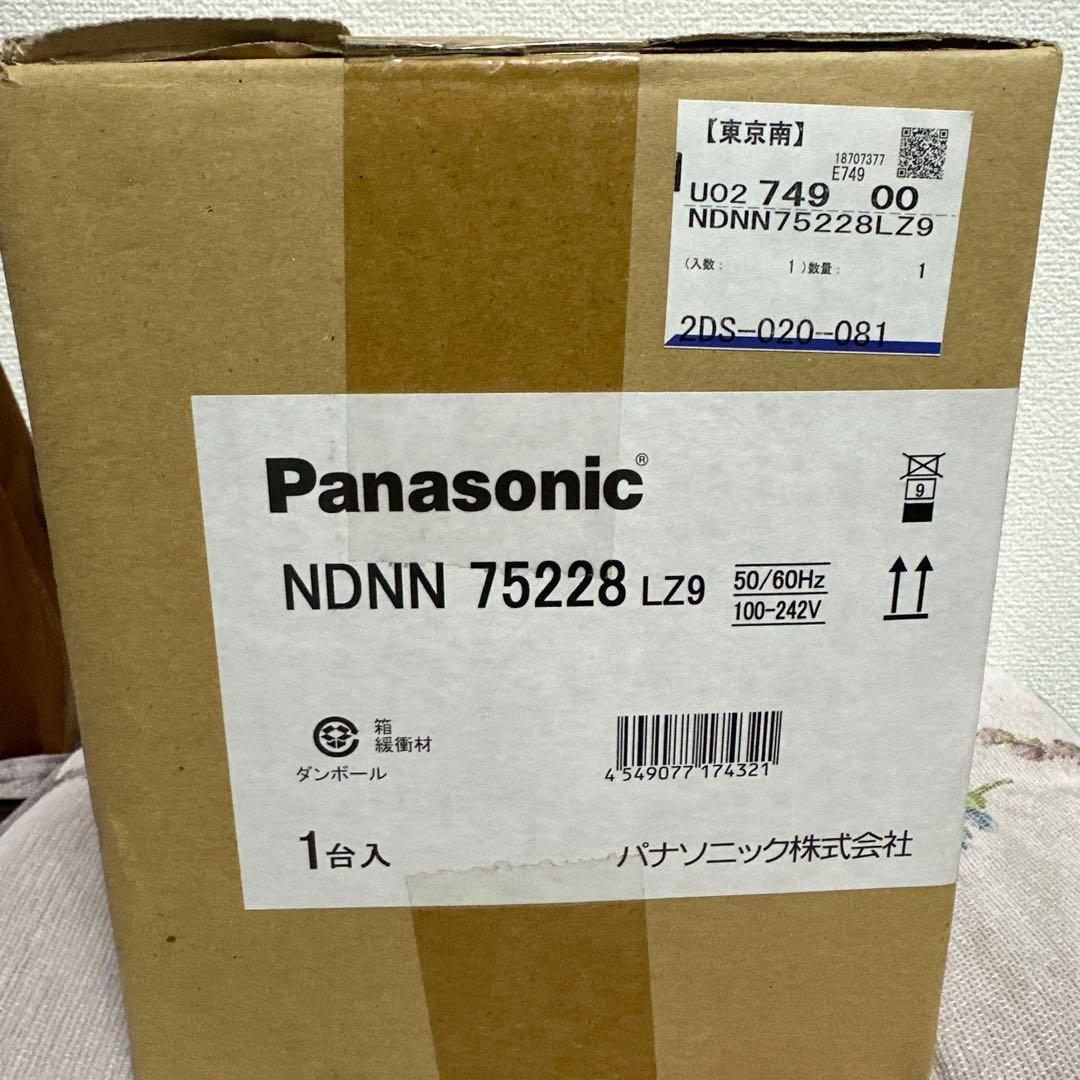 【東京南】
18707377
E749
U02 749 00
NDNN75228LZ9
(入数: 1)数量: 1
2DS-020-081
Panasonic®
9
NDNN 75228 LZ9
50/60Hz
100-242V
箱
緩衝材
ダンボール
4 549077 174321
1台入
パナソニック株式会社